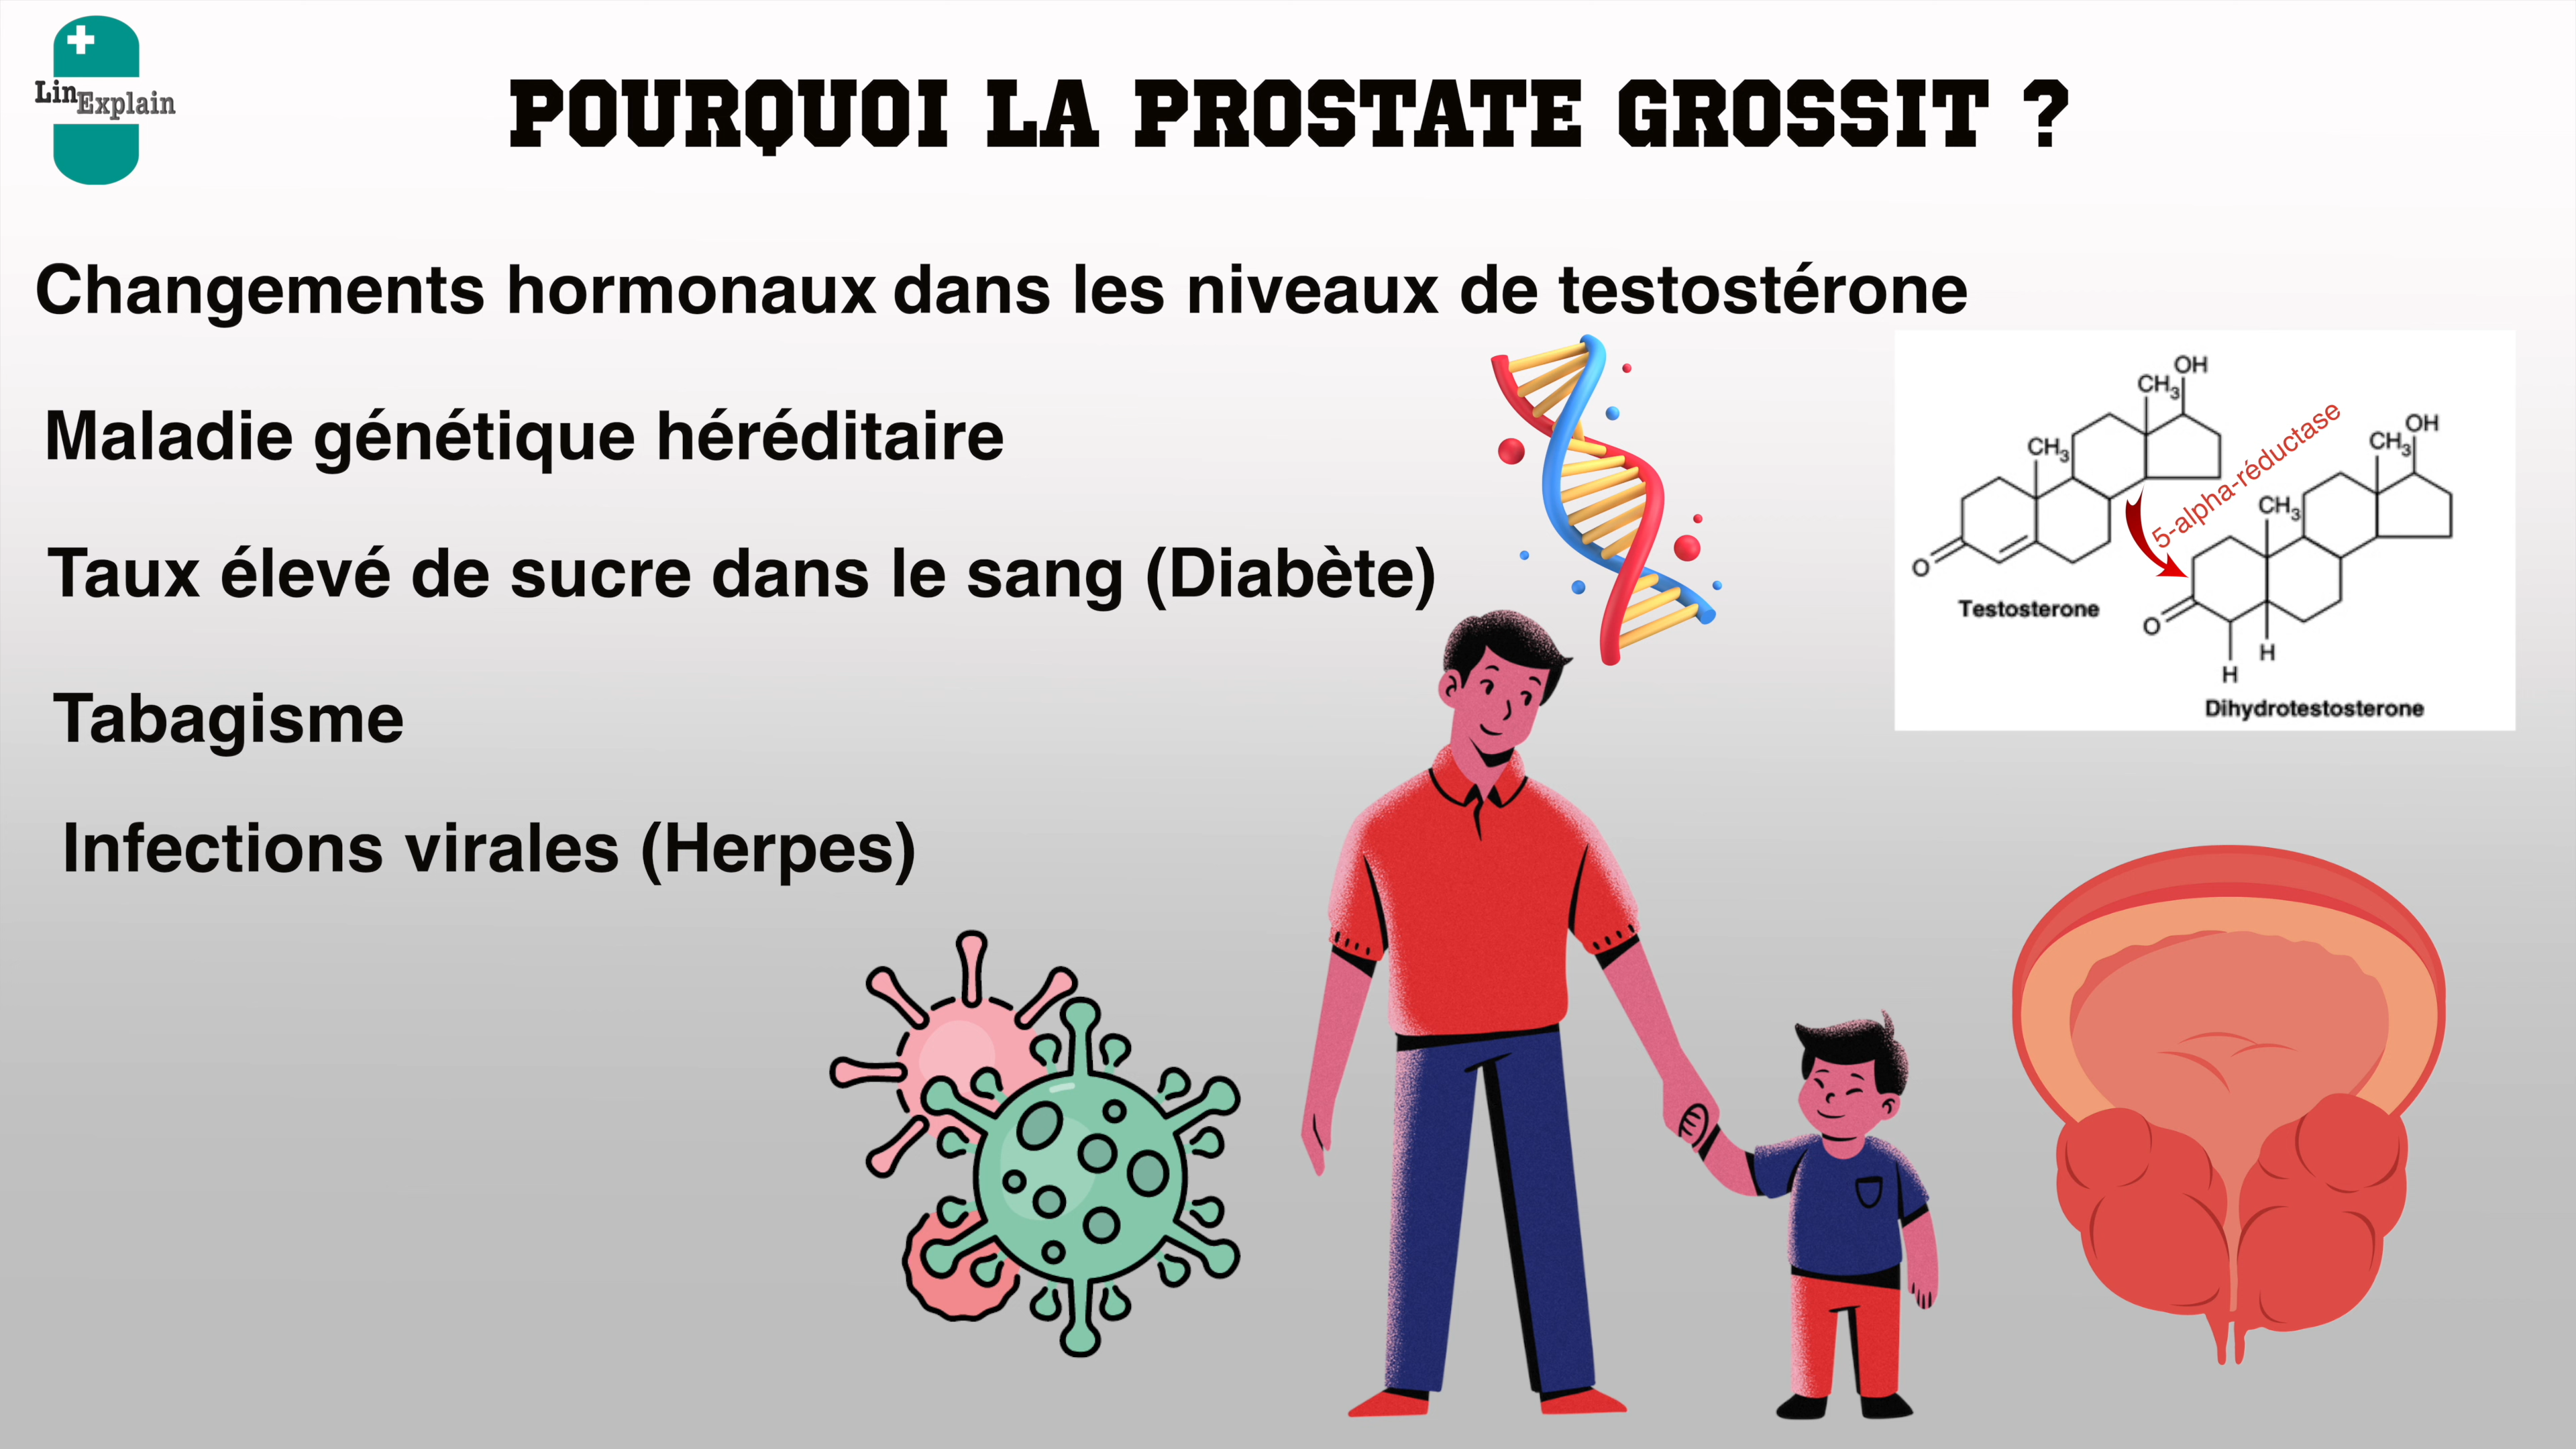 LinExplain
POURQUOI LA PROSTATE GROSSIT ?
Changements hormonaux dans les niveaux de testostérone
Maladie génétique héréditaire
Taux élevé de sucre dans le sang (Diabète)
Tabagisme
Infections virales (Herpes)
OH
CH3
CH3
O
Testosterone
5-alpha-réductase
OH
CH3
CH3
O
H
H
Dihydrotestosterone